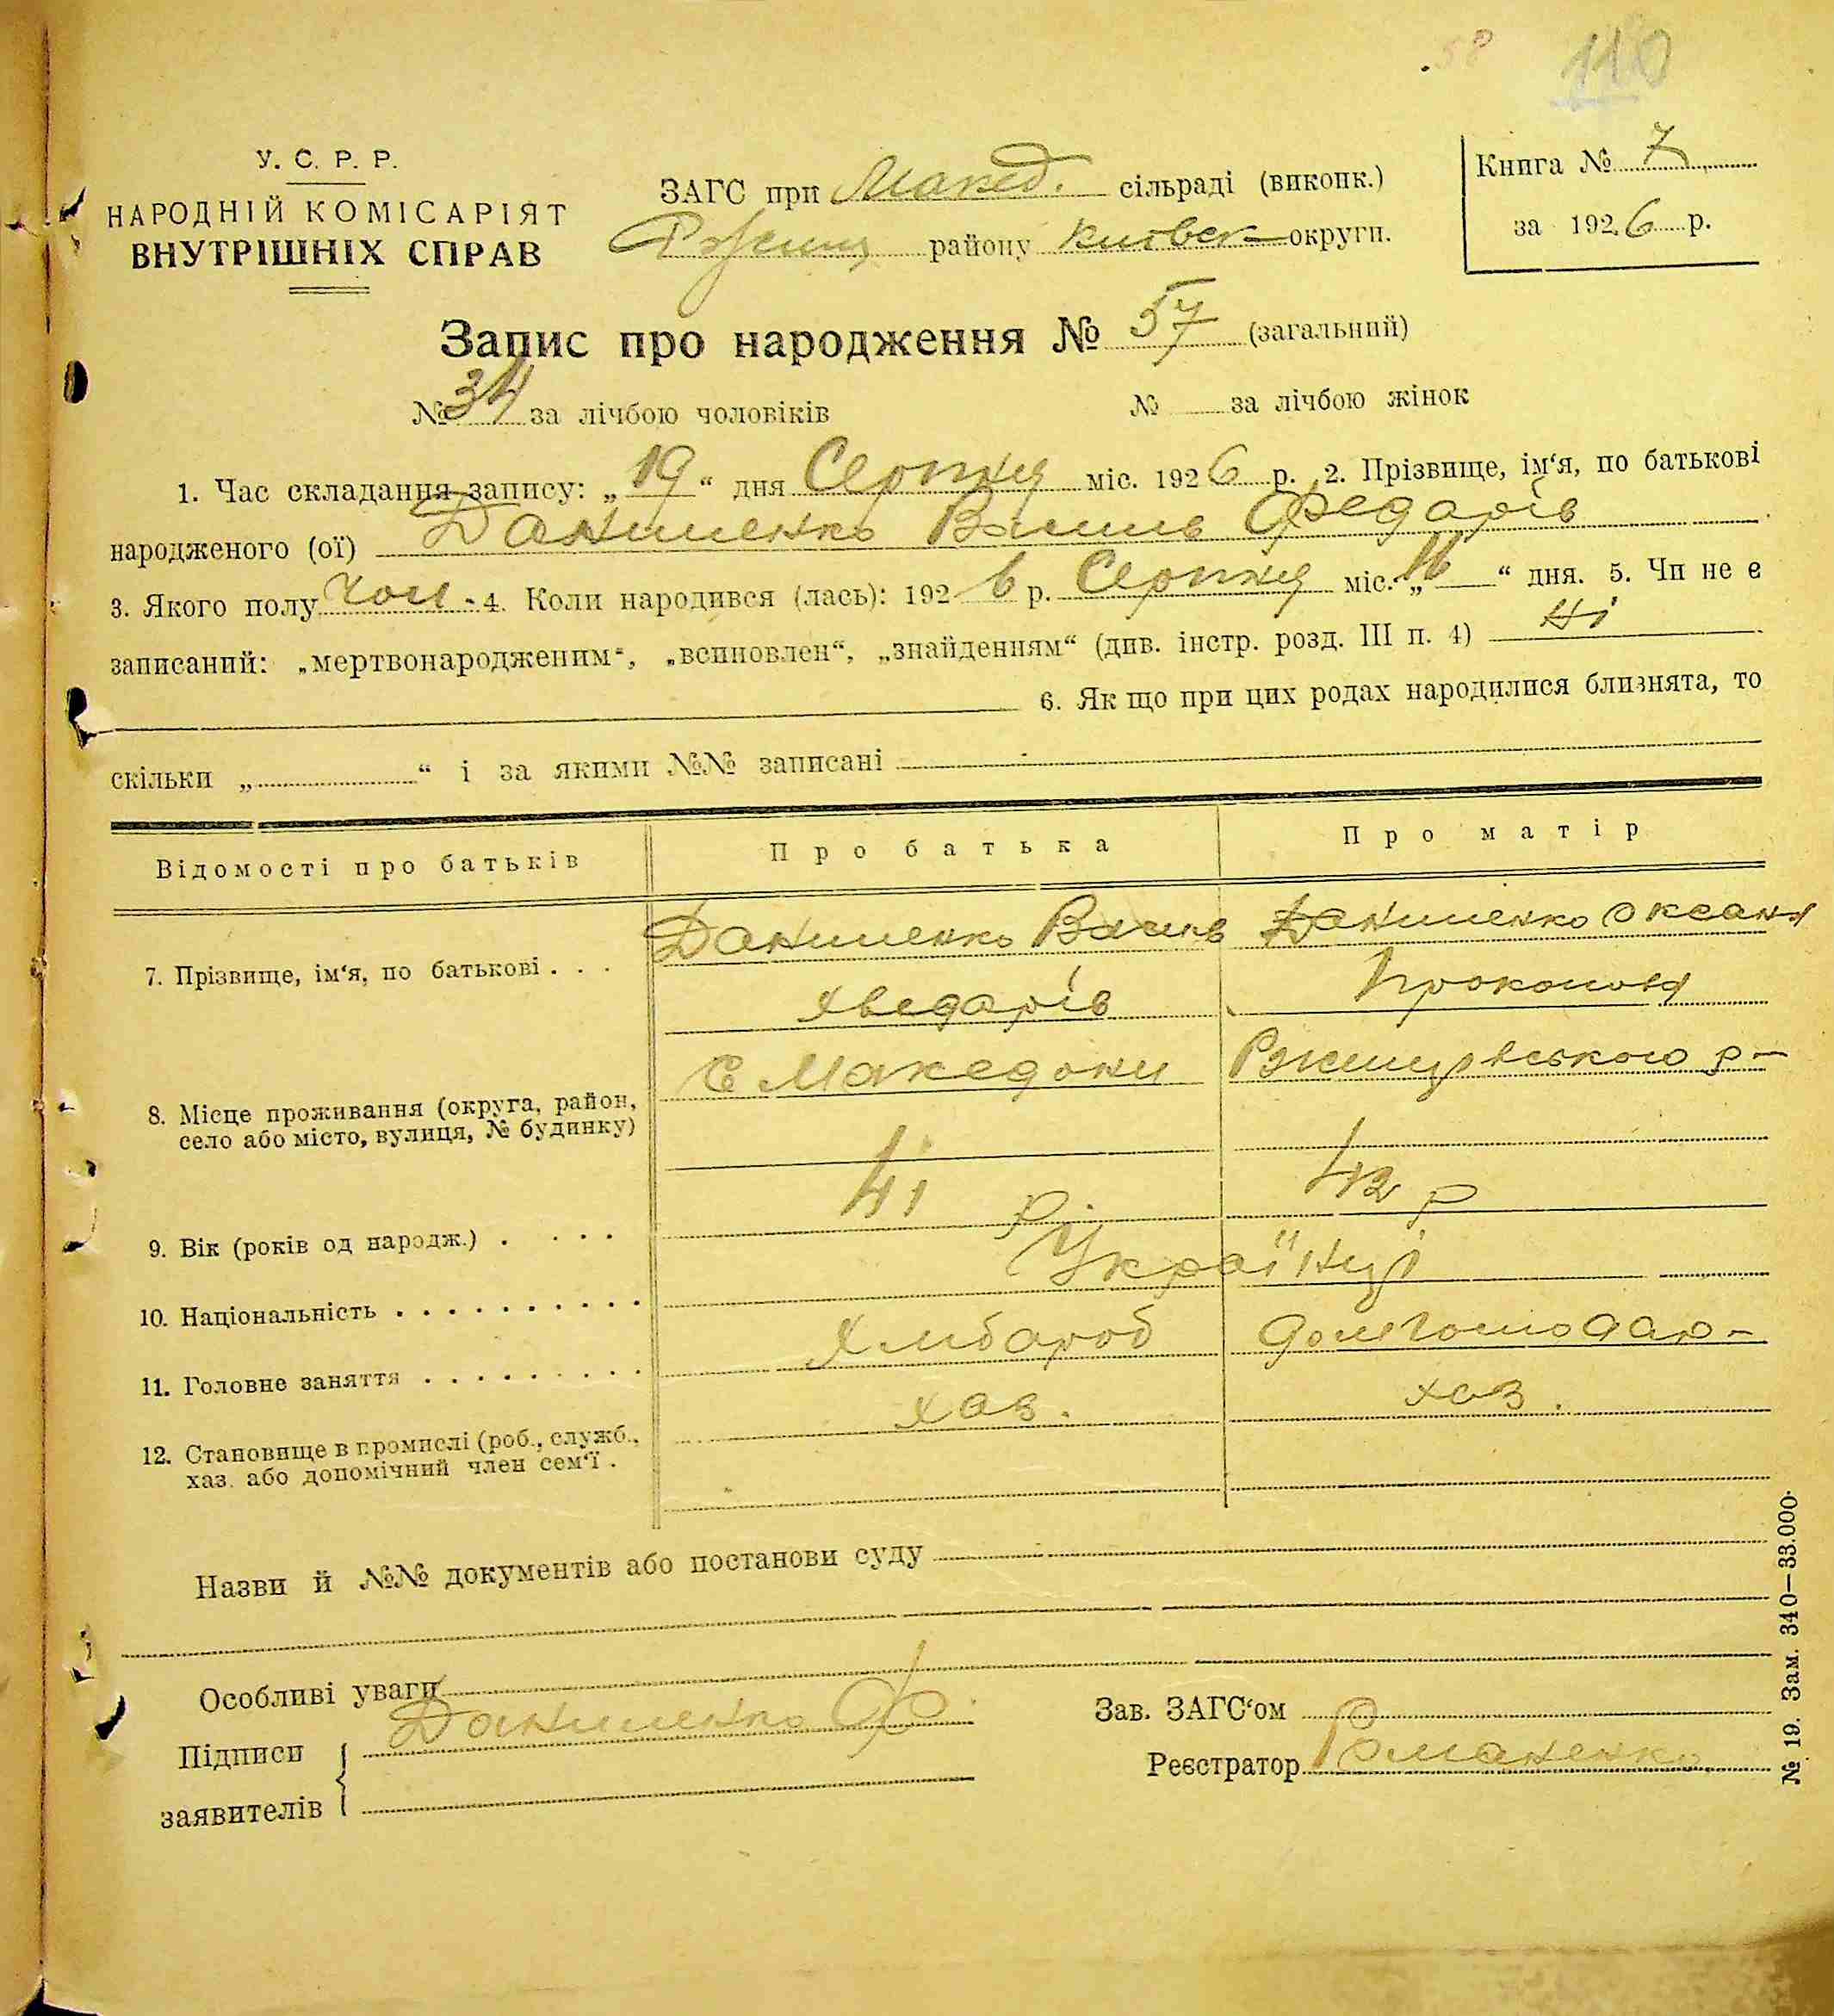 58 110
У. С. Р. Р.
НАРОДНІЙ КОМІСАРІЯТ
ВНУТРІШНІХ СПРАВ
ЗАГС при Макед. сільраді (виконк.)
району округи.
Книга № 7
за 1926 р.
Запис про народження № 57 (загальний)
№ 34 за лічбою чоловіків № за лічбою жінок
1. Час складання запису: „19“ дня Серпня міс. 1926 р. 2. Прізвище, ім‘я, по батькові
народженого (ої) Даниленко Василь Федарів
3. Якого полу чол - 4. Коли народився (лась): 1926 р. Серпня міс. „16“ дня. 5. Чи не є
записаний: „мертвонародженим“, „всиновлен“, „знайденням“ (див. інстр. розд. III п. 4) Ні
6. Як що при цих родах народилися близнята, то
скільки „ “ і за якими №№ записані
Відомості про батьків Про батька Про матір
7. Прізвище, ім‘я, по батькові . . . Даниленко Василь Даниленко Оксана
Хведарів Прокопов
8. Місце проживання (округа, район, село або місто, вулиця, № будинку) С Македони Ржищівського р-
9. Вік (років од народж.) . . . . . 41 р. 42 р
10. Національність . . . . . . . . . . Українці
11. Головне заняття . . . . . . . . . Хлібароб домгосподар-
12. Становище в промислі (роб., служб., хаз. або допомічний член сем‘ї . хаз. хаз.
Назви й №№ документів або постанови суду
Особливі уваги
Підписи заявителів Даниленко Ф.
Зав. ЗАГС‘ом
Реєстратор Романенко
№ 19. Зам. 340—33.000.